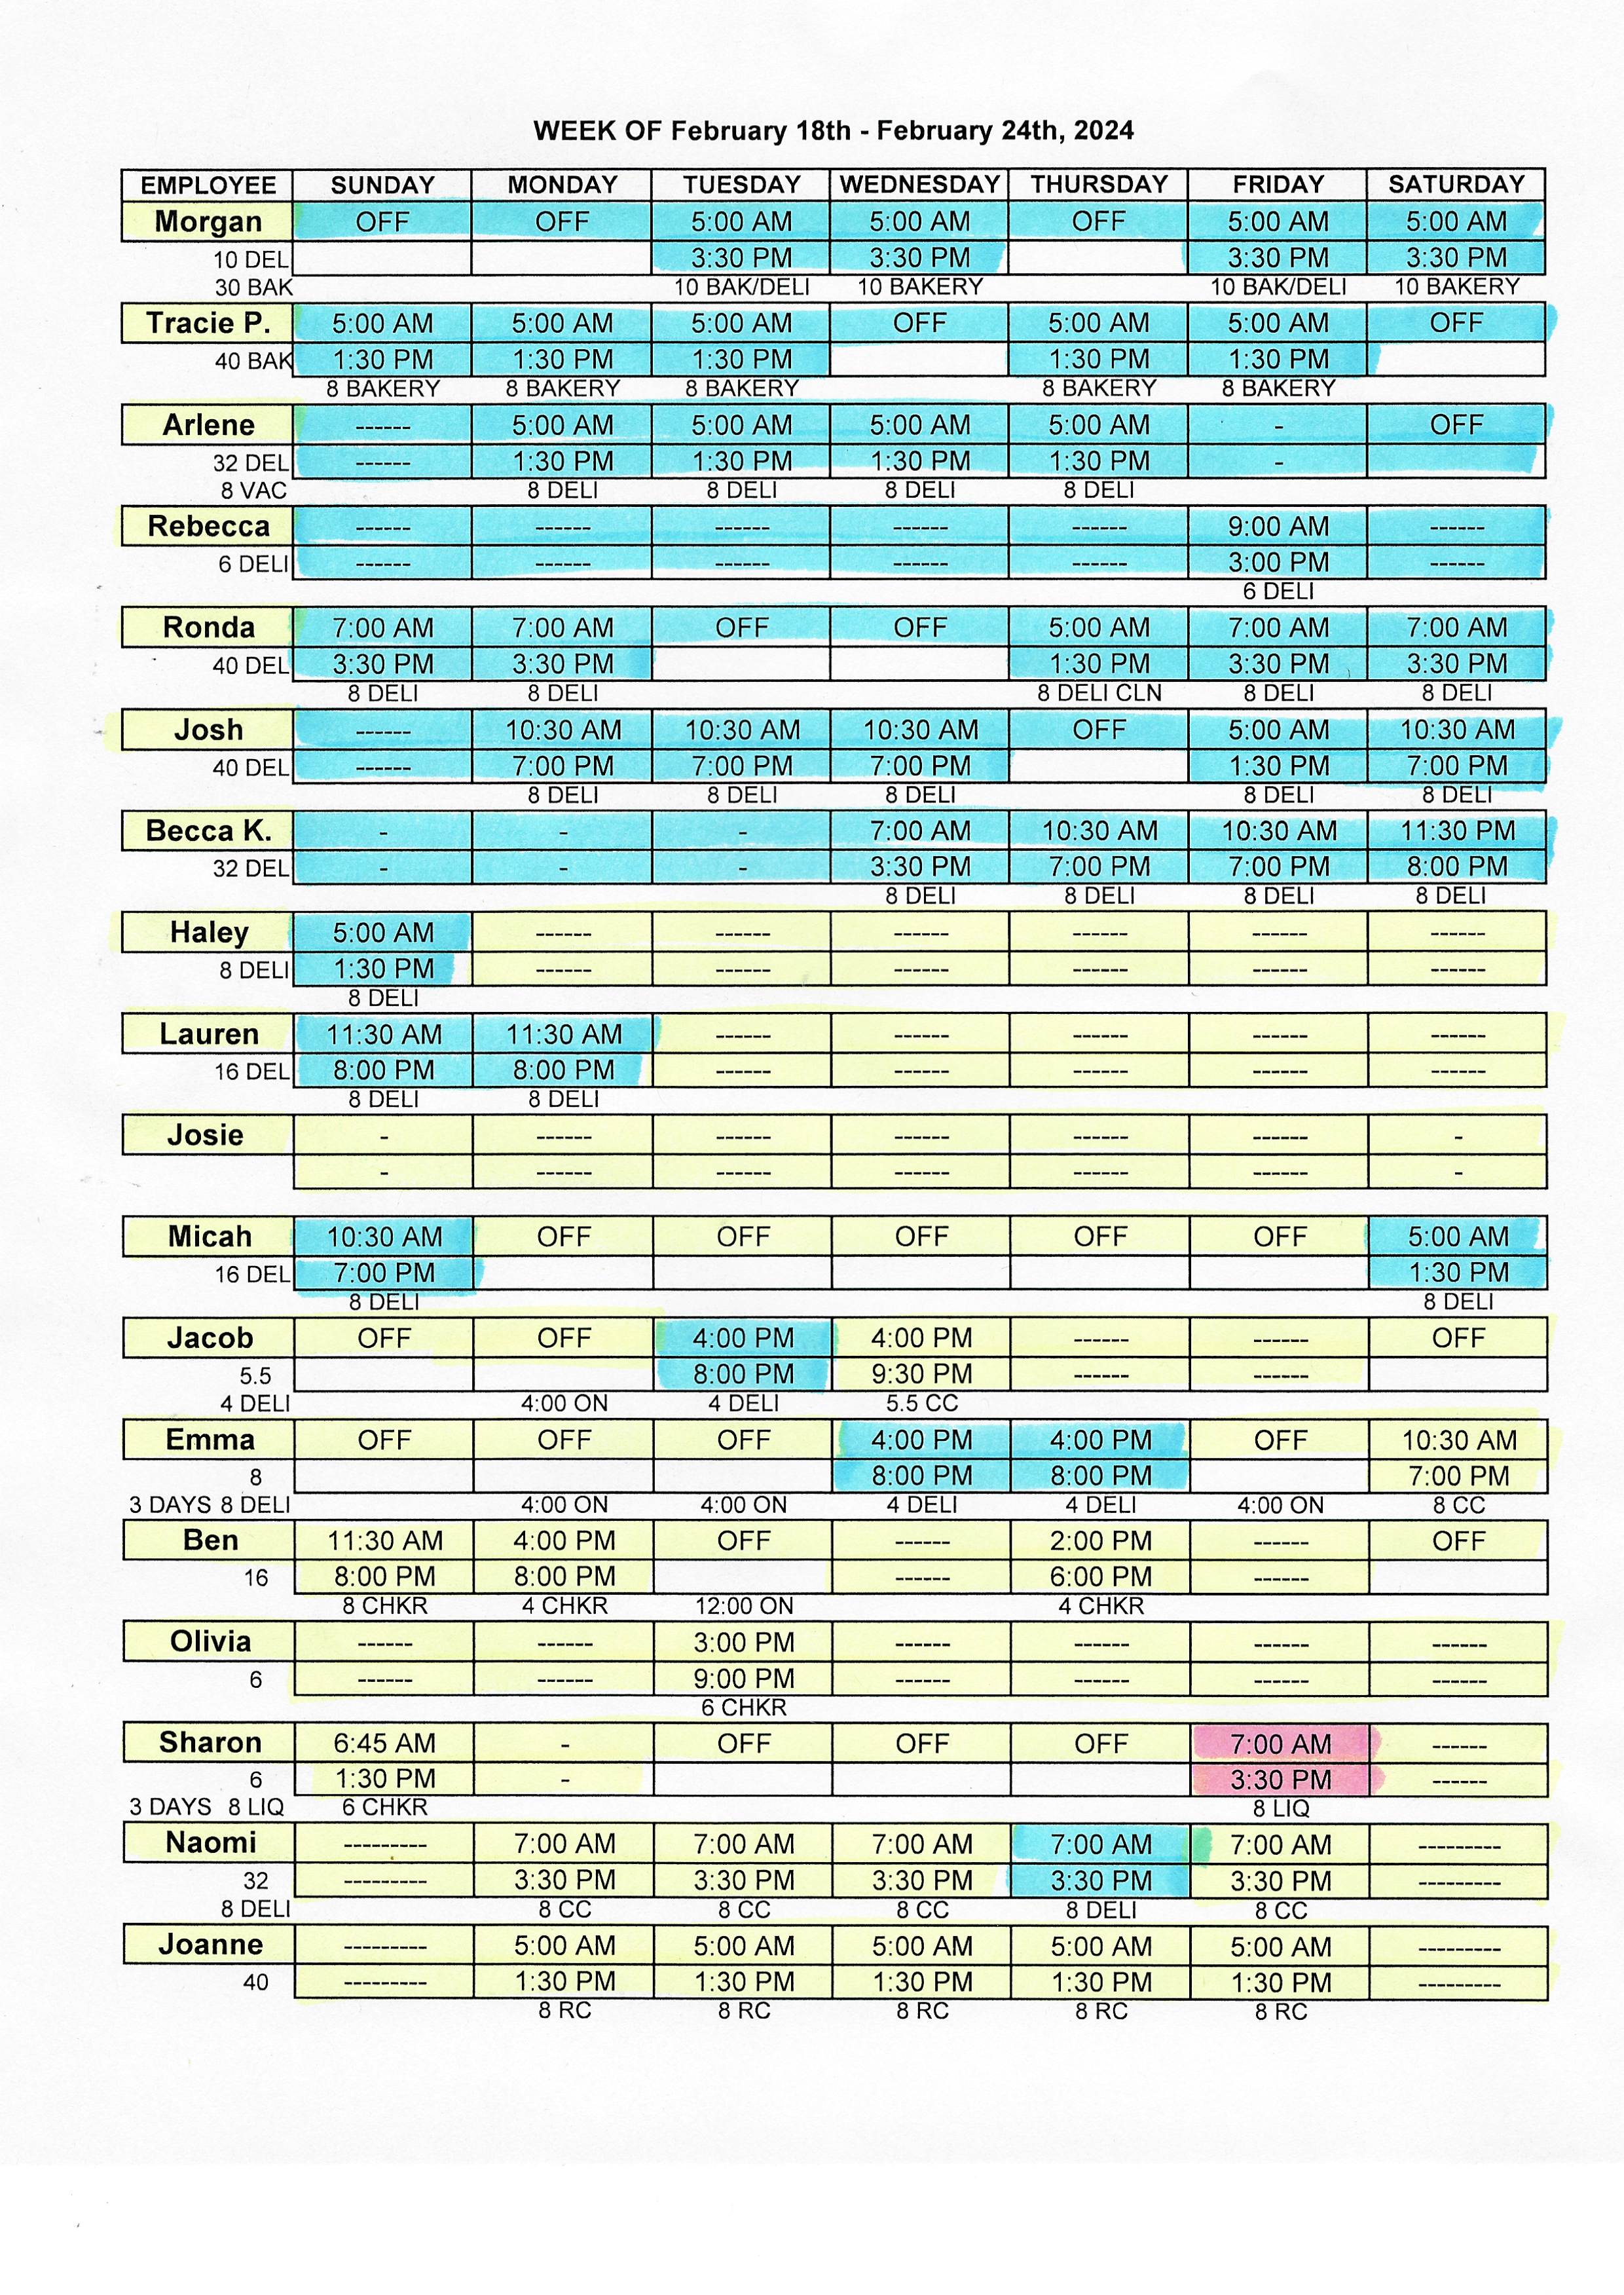 WEEK OF February 18th - February 24th, 2024
EMPLOYEE SUNDAY MONDAY TUESDAY WEDNESDAY THURSDAY FRIDAY SATURDAY
Morgan OFF OFF 5:00 AM 5:00 AM OFF 5:00 AM 5:00 AM
10 DEL 3:30 PM 3:30 PM 3:30 PM 3:30 PM
30 BAK 10 BAK/DELI 10 BAKERY 10 BAK/DELI 10 BAKERY
Tracie P. 5:00 AM 5:00 AM 5:00 AM OFF 5:00 AM 5:00 AM OFF
40 BAK 1:30 PM 1:30 PM 1:30 PM 1:30 PM 1:30 PM
8 BAKERY 8 BAKERY 8 BAKERY 8 BAKERY 8 BAKERY
Arlene ------ 5:00 AM 5:00 AM 5:00 AM 5:00 AM - OFF
32 DEL ------ 1:30 PM 1:30 PM 1:30 PM 1:30 PM -
8 VAC 8 DELI 8 DELI 8 DELI 8 DELI
Rebecca ------ ------ ------ ------ ------ 9:00 AM ------
6 DELI ------ ------ ------ ------ ------ 3:00 PM ------
6 DELI
Ronda 7:00 AM 7:00 AM OFF OFF 5:00 AM 7:00 AM 7:00 AM
40 DEL 3:30 PM 3:30 PM 1:30 PM 3:30 PM 3:30 PM
8 DELI 8 DELI 8 DELI CLN 8 DELI 8 DELI
Josh ------ 10:30 AM 10:30 AM 10:30 AM OFF 5:00 AM 10:30 AM
40 DEL ------ 7:00 PM 7:00 PM 7:00 PM 1:30 PM 7:00 PM
8 DELI 8 DELI 8 DELI 8 DELI 8 DELI
Becca K. - - - 7:00 AM 10:30 AM 10:30 AM 11:30 PM
32 DEL - - - 3:30 PM 7:00 PM 7:00 PM 8:00 PM
8 DELI 8 DELI 8 DELI 8 DELI
Haley 5:00 AM ------ ------ ------ ------ ------ ------
8 DELI 1:30 PM ------ ------ ------ ------ ------ ------
8 DELI
Lauren 11:30 AM 11:30 AM ------ ------ ------ ------ ------
16 DEL 8:00 PM 8:00 PM ------ ------ ------ ------ ------
8 DELI 8 DELI
Josie - ------ ------ ------ ------ ------ -
- ------ ------ ------ ------ ------ -
Micah 10:30 AM OFF OFF OFF OFF OFF 5:00 AM
16 DEL 7:00 PM 1:30 PM
8 DELI 8 DELI
Jacob OFF OFF 4:00 PM 4:00 PM ------ ------ OFF
5.5 8:00 PM 9:30 PM ------ ------
4 DELI 4:00 ON 4 DELI 5.5 CC
Emma OFF OFF OFF 4:00 PM 4:00 PM OFF 10:30 AM
8 8:00 PM 8:00 PM 7:00 PM
3 DAYS 8 DELI 4:00 ON 4:00 ON 4 DELI 4 DELI 4:00 ON 8 CC
Ben 11:30 AM 4:00 PM OFF ------ 2:00 PM ------ OFF
16 8:00 PM 8:00 PM ------ 6:00 PM ------
8 CHKR 4 CHKR 12:00 ON 4 CHKR
Olivia ------ ------ 3:00 PM ------ ------ ------ ------
6 ------ ------ 9:00 PM ------ ------ ------ ------
6 CHKR
Sharon 6:45 AM - OFF OFF OFF 7:00 AM ------
6 1:30 PM - 3:30 PM ------
3 DAYS 8 LIQ 6 CHKR 8 LIQ
Naomi --------- 7:00 AM 7:00 AM 7:00 AM 7:00 AM 7:00 AM ---------
32 --------- 3:30 PM 3:30 PM 3:30 PM 3:30 PM 3:30 PM ---------
8 DELI 8 CC 8 CC 8 CC 8 DELI 8 CC
Joanne --------- 5:00 AM 5:00 AM 5:00 AM 5:00 AM 5:00 AM ---------
40 --------- 1:30 PM 1:30 PM 1:30 PM 1:30 PM 1:30 PM ---------
8 RC 8 RC 8 RC 8 RC 8 RC